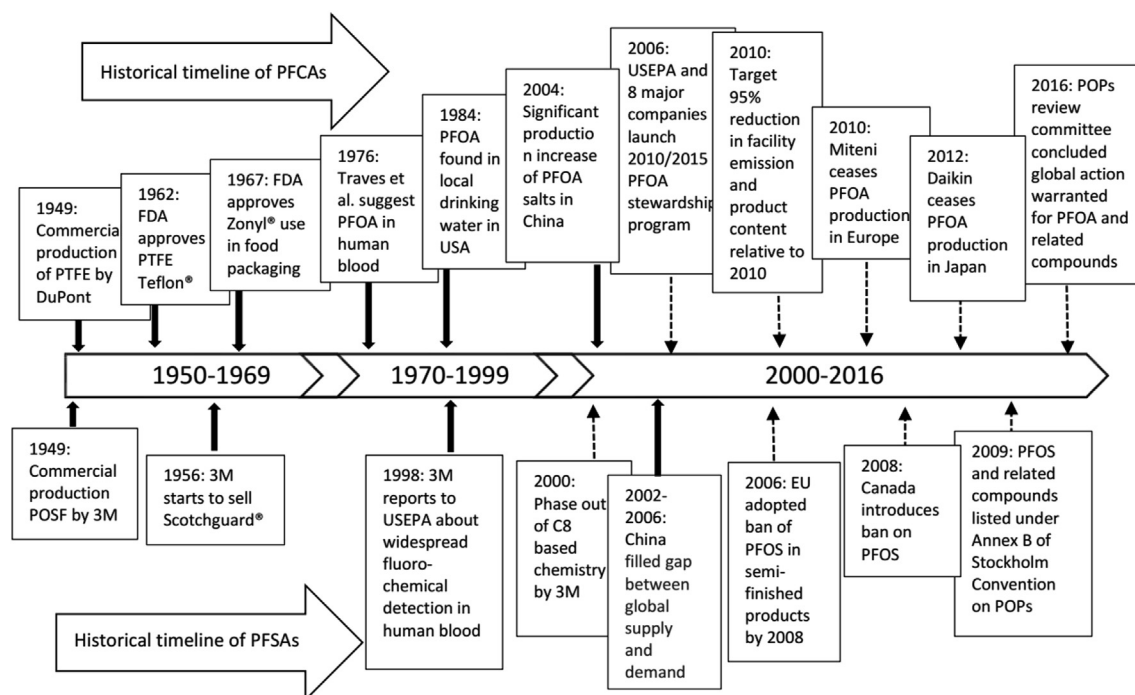 Historical timeline of PFCAs
1949:
Commercial
production
of PTFE by
DuPont
1962:
FDA
approves
PTFE
Teflon®
1967: FDA
approves
Zonyl® use
in food
packaging
1976:
Traves et
al. suggest
PFOA in
human
blood
1984:
PFOA
found in
local
drinking
water in
USA
2004:
Significant
productio
n increase
of PFOA
salts in
China
2006:
USEPA and
8 major
companies
launch
2010/2015
PFOA
stewardship
program
2010:
Target
95%
reduction
in facility
emission
and
product
content
relative to
2010
2010:
Miteni
ceases
PFOA
production
in Europe
2012:
Daikin
ceases
PFOA
production
in Japan
2016: POPs
review
committee
concluded
global action
warranted
for PFOA and
related
compounds
1950-1969
1970-1999
2000-2016
1949:
Commercial
production
POSF by 3M
1956: 3M
starts to sell
Scotchguard®
1998: 3M
reports to
USEPA about
widespread
fluoro-
chemical
detection in
human blood
2000:
Phase out
of C8
based
chemistry
by 3M
2002-
2006:
China
filled gap
between
global
supply
and
demand
2006: EU
adopted
ban of
PFOS in
semi-
finished
products
by 2008
2008:
Canada
introduces
ban on
PFOS
2009: PFOS
and related
compounds
listed under
Annex B of
Stockholm
Convention
on POPs
Historical timeline of PFSAs